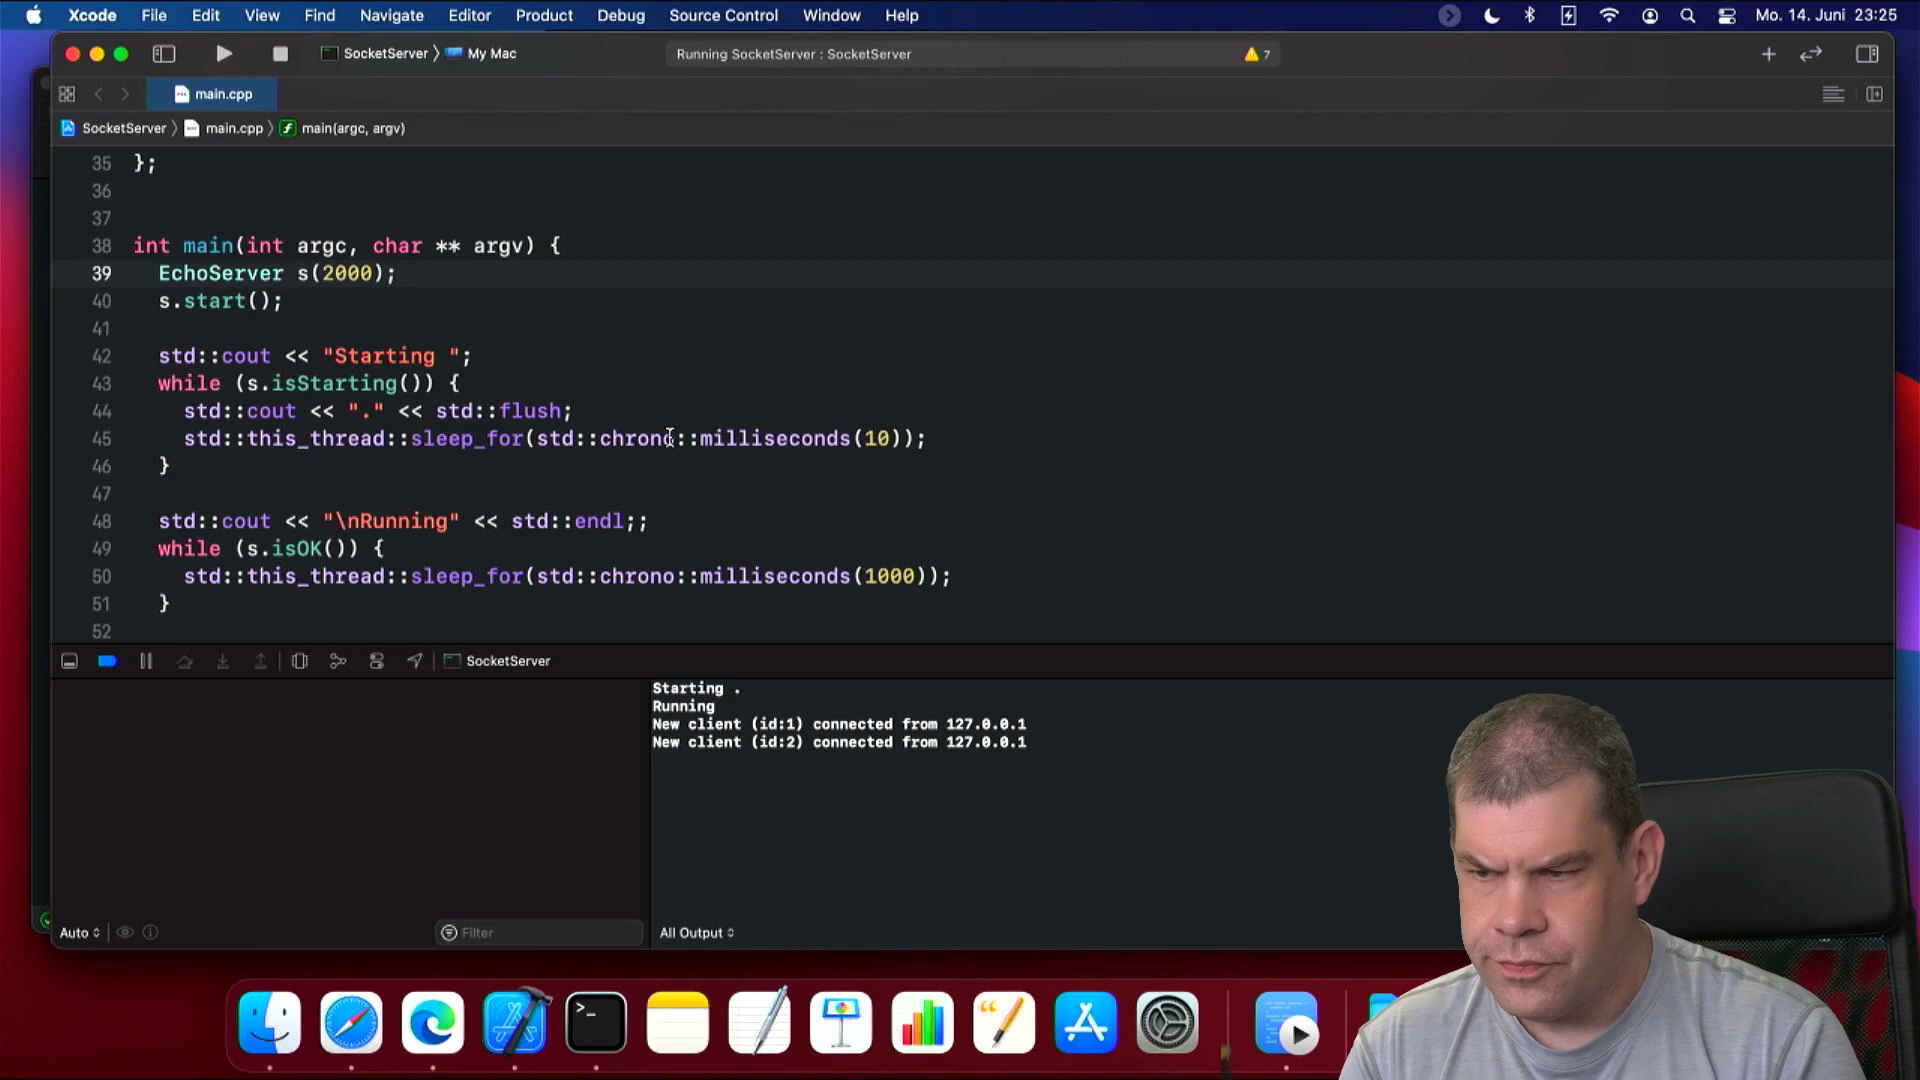 Xcode File Edit View Find Navigate Editor Product Debug Source Control Window Help Mo. 14. Juni 23:25
SocketServer 〉 My Mac Running SocketServer : SocketServer 7
main.cpp
SocketServer 〉 main.cpp 〉 main(argc, argv)
35 };
36
37
38 int main(int argc, char ** argv) {
39 EchoServer s(2000);
40 s.start();
41
42 std::cout << "Starting ";
43 while (s.isStarting()) {
44 std::cout << "." << std::flush;
45 std::this_thread::sleep_for(std::chrono::milliseconds(10));
46 }
47
48 std::cout << "\nRunning" << std::endl;;
49 while (s.isOK()) {
50 std::this_thread::sleep_for(std::chrono::milliseconds(1000));
51 }
52
SocketServer
Starting .
Running
New client (id:1) connected from 127.0.0.1
New client (id:2) connected from 127.0.0.1
Auto Filter All Output